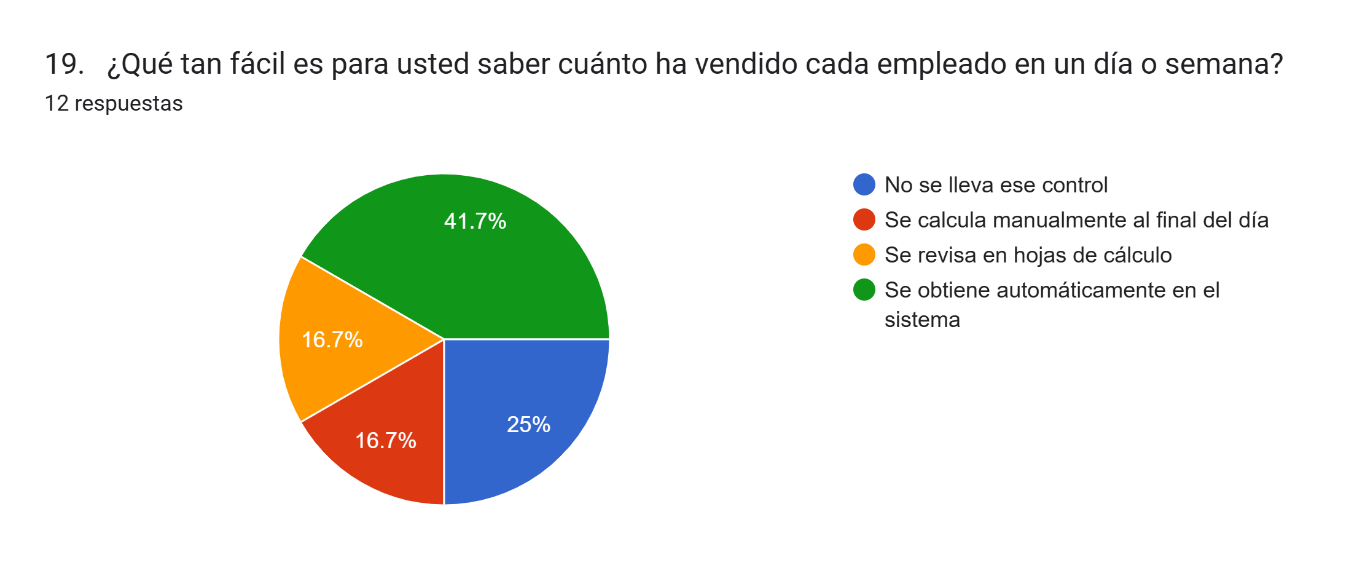 19. ¿Qué tan fácil es para usted saber cuánto ha vendido cada empleado en un día o semana?
12 respuestas
No se lleva ese control
Se calcula manualmente al final del día
Se revisa en hojas de cálculo
Se obtiene automáticamente en el
sistema
41.7%
16.7%
16.7%
25%